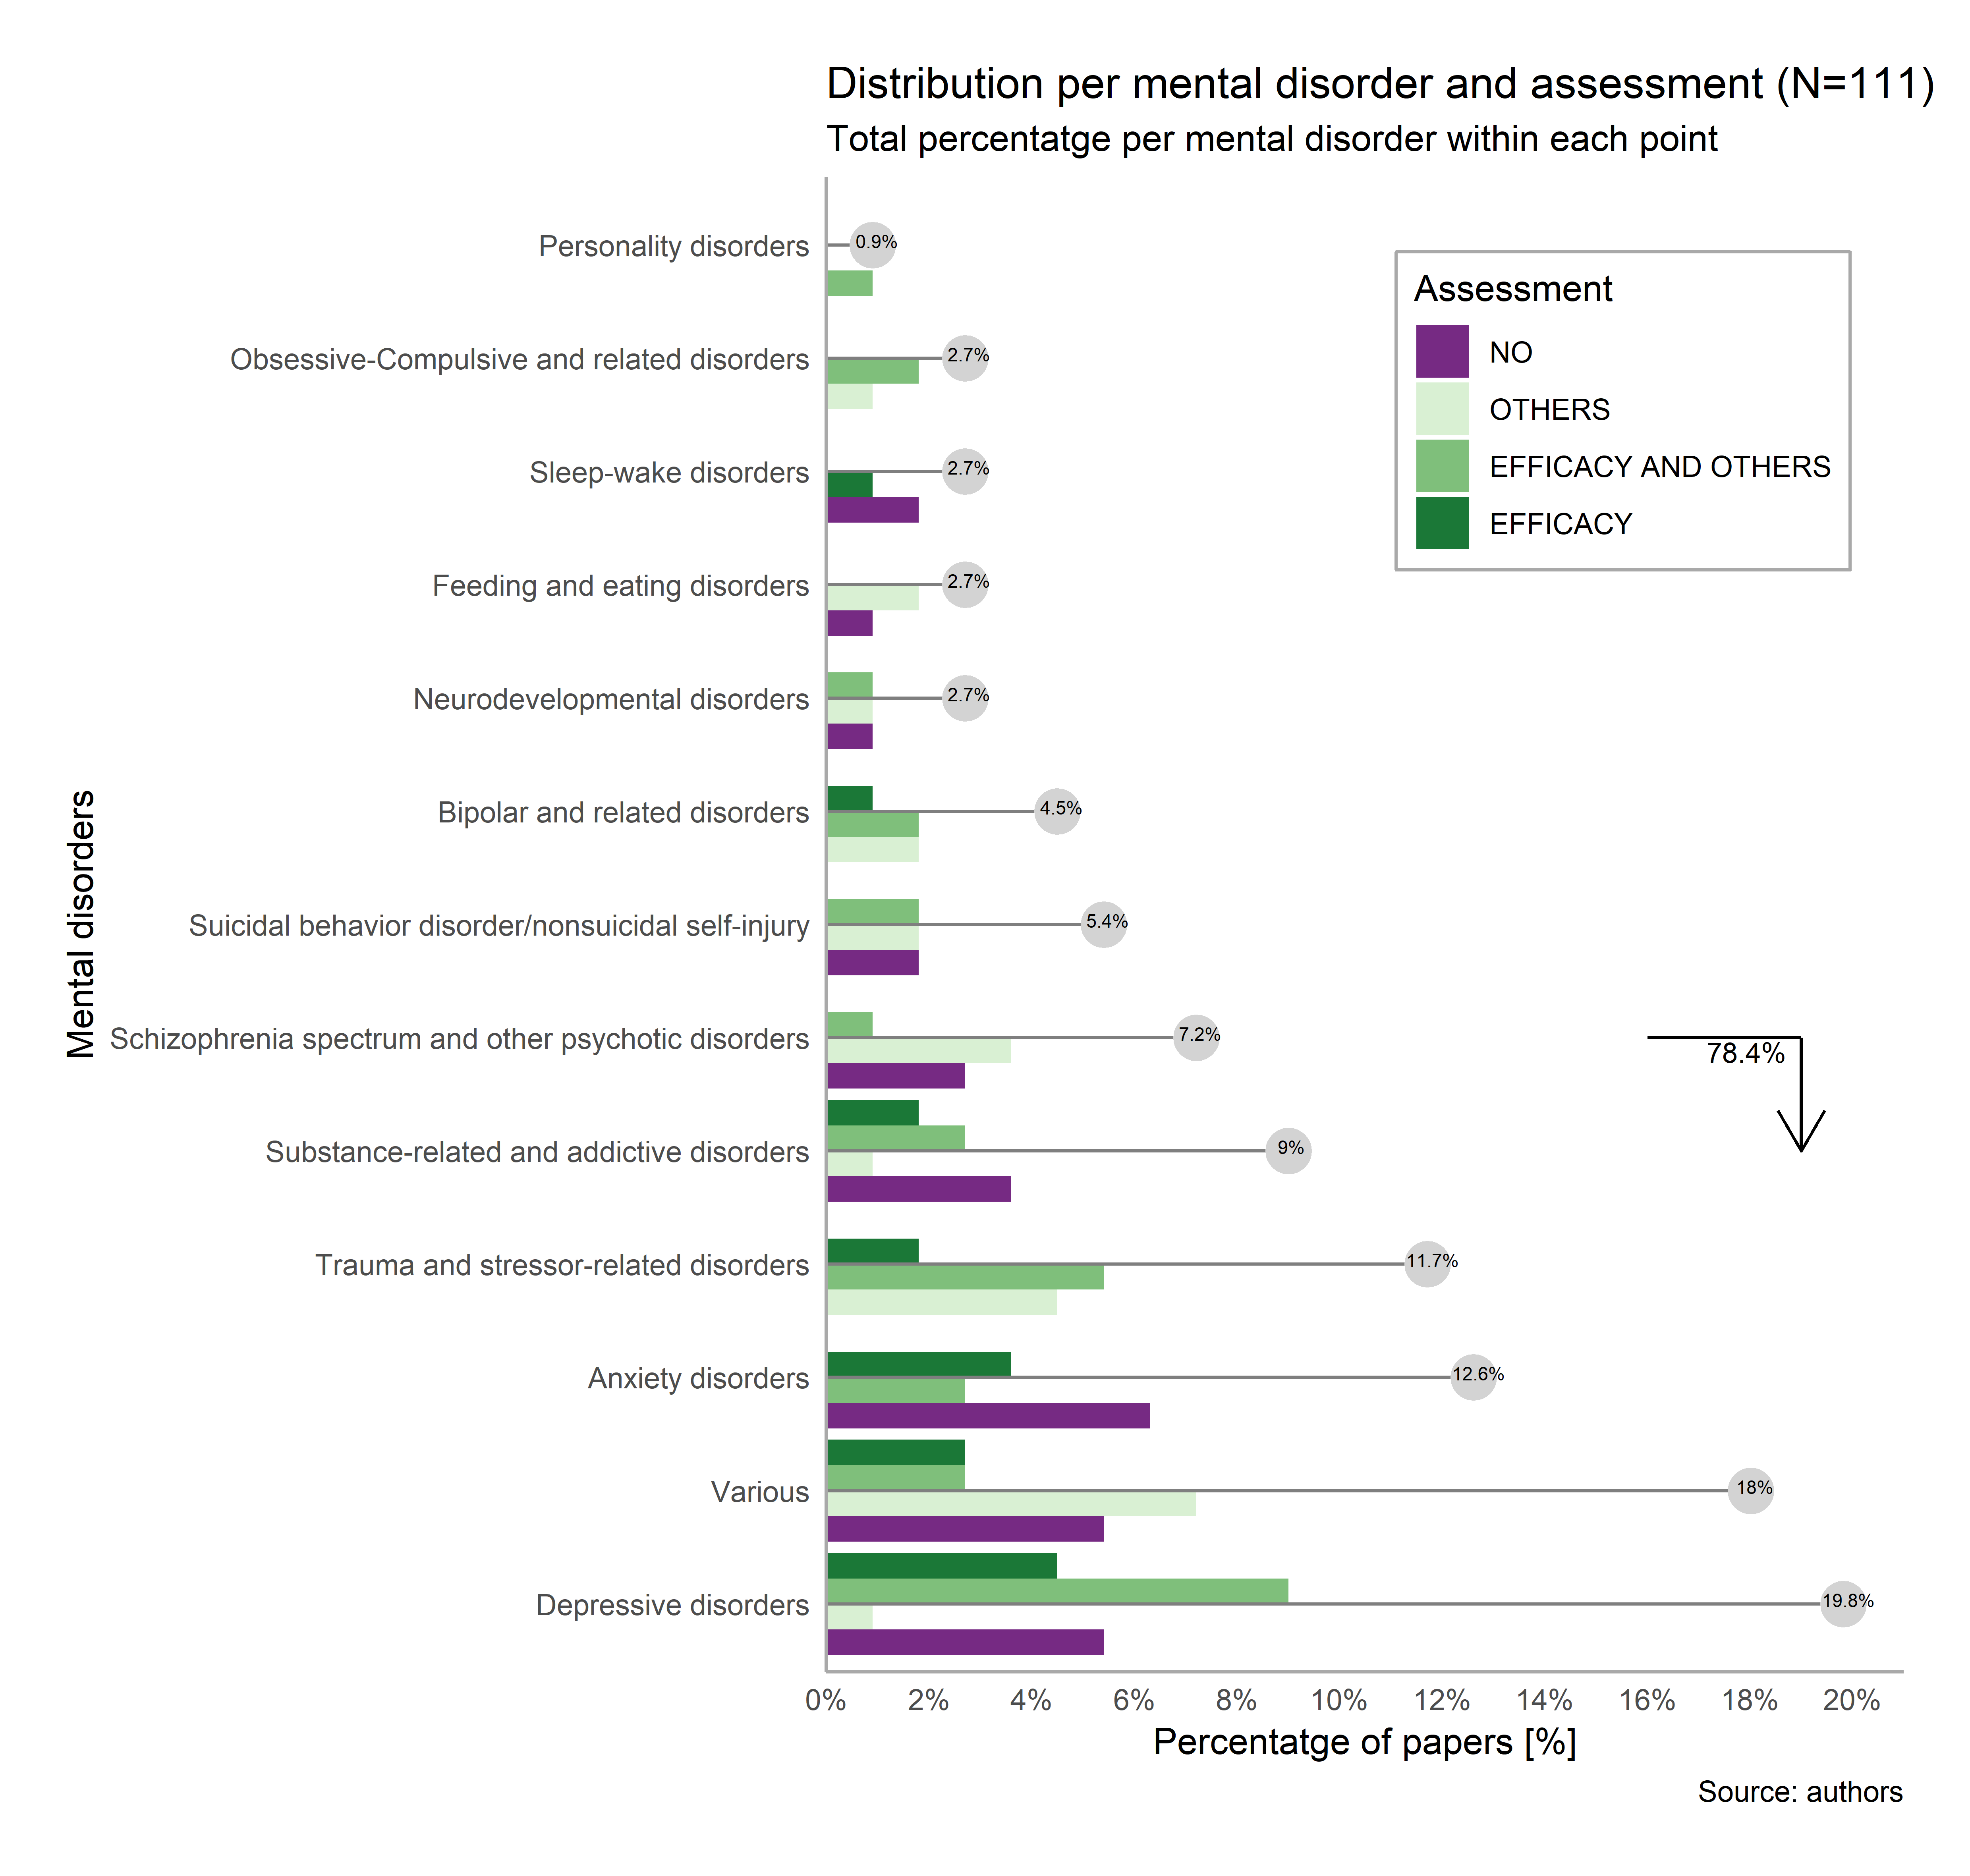 Distribution per mental disorder and assessment (N=111)
Total percentatge per mental disorder within each point
Mental disorders
Personality disorders
0.9%
Obsessive-Compulsive and related disorders
2.7%
Sleep-wake disorders
2.7%
Feeding and eating disorders
2.7%
Neurodevelopmental disorders
2.7%
Bipolar and related disorders
4.5%
Suicidal behavior disorder/nonsuicidal self-injury
5.4%
Schizophrenia spectrum and other psychotic disorders
7.2%
Substance-related and addictive disorders
9%
Trauma and stressor-related disorders
11.7%
Anxiety disorders
12.6%
Various
18%
Depressive disorders
19.8%
Assessment
NO
OTHERS
EFFICACY AND OTHERS
EFFICACY
78.4%
0% 2% 4% 6% 8% 10% 12% 14% 16% 18% 20%
Percentatge of papers [%]
Source: authors